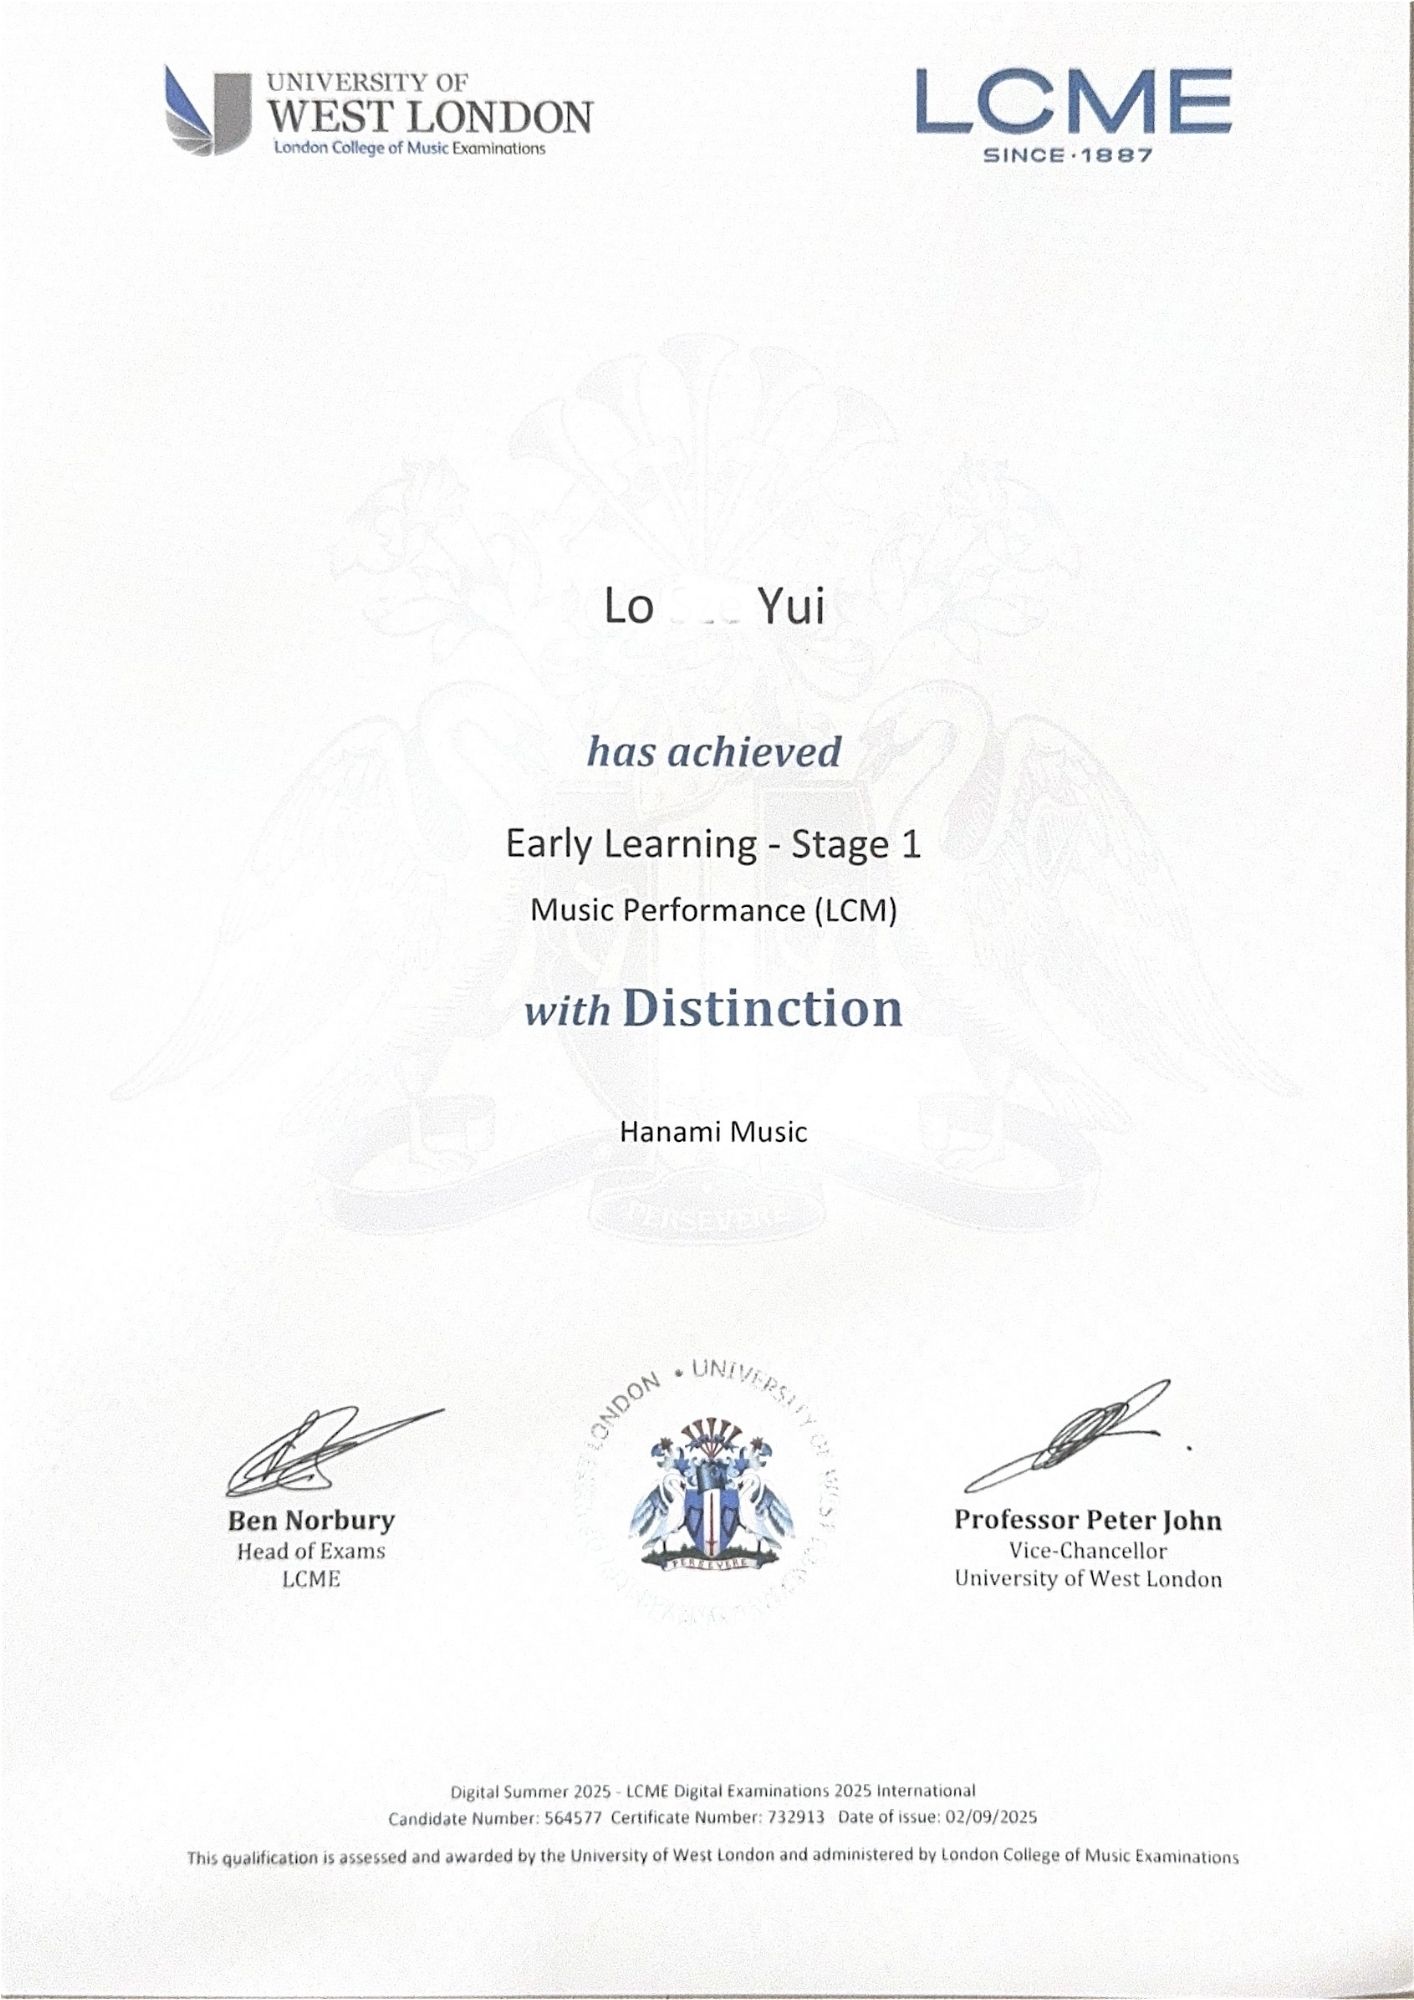 UNIVERSITY OF
WEST LONDON
London College of Music Examinations
LCME
SINCE·1887
Lo Yui
has achieved
Early Learning - Stage 1
Music Performance (LCM)
with Distinction
Hanami Music
PERSEVERE
LONDON • UNIVERSITY OF WEST
PERSEVERE
Ben Norbury
Head of Exams
LCME
Professor Peter John
Vice-Chancellor
University of West London
Digital Summer 2025 - LCME Digital Examinations 2025 International
Candidate Number: 564577 Certificate Number: 732913 Date of issue: 02/09/2025
This qualification is assessed and awarded by the University of West London and administered by London College of Music Examinations